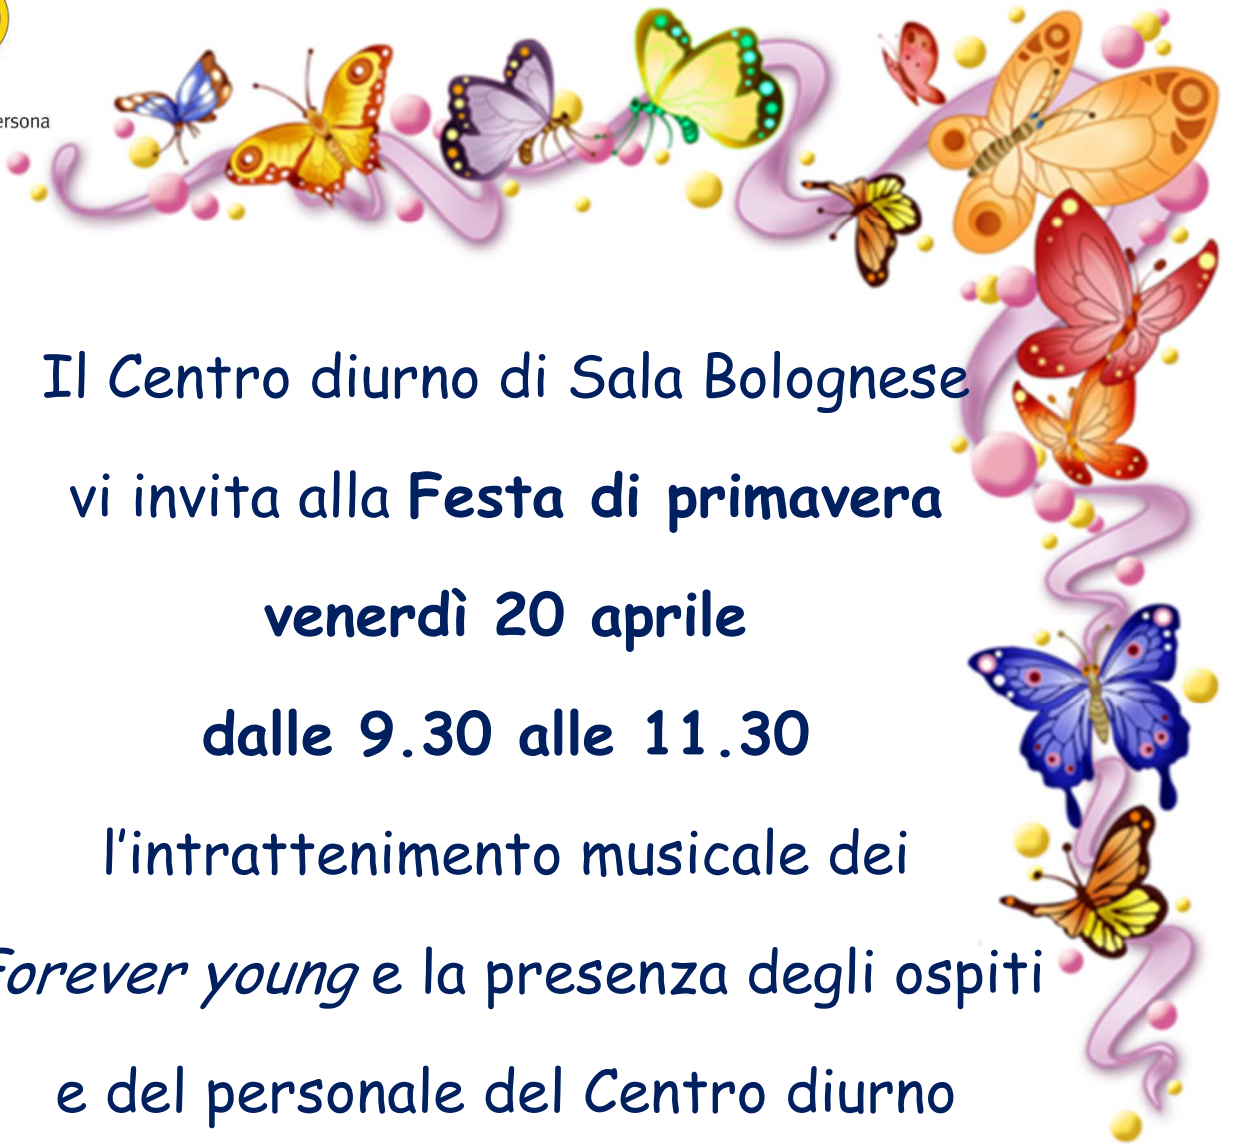 ersona
Il Centro diurno di Sala Bolognese
vi invita alla Festa di primavera
venerdì 20 aprile
dalle 9.30 alle 11.30
l’intrattenimento musicale dei
Forever young e la presenza degli ospiti
e del personale del Centro diurno